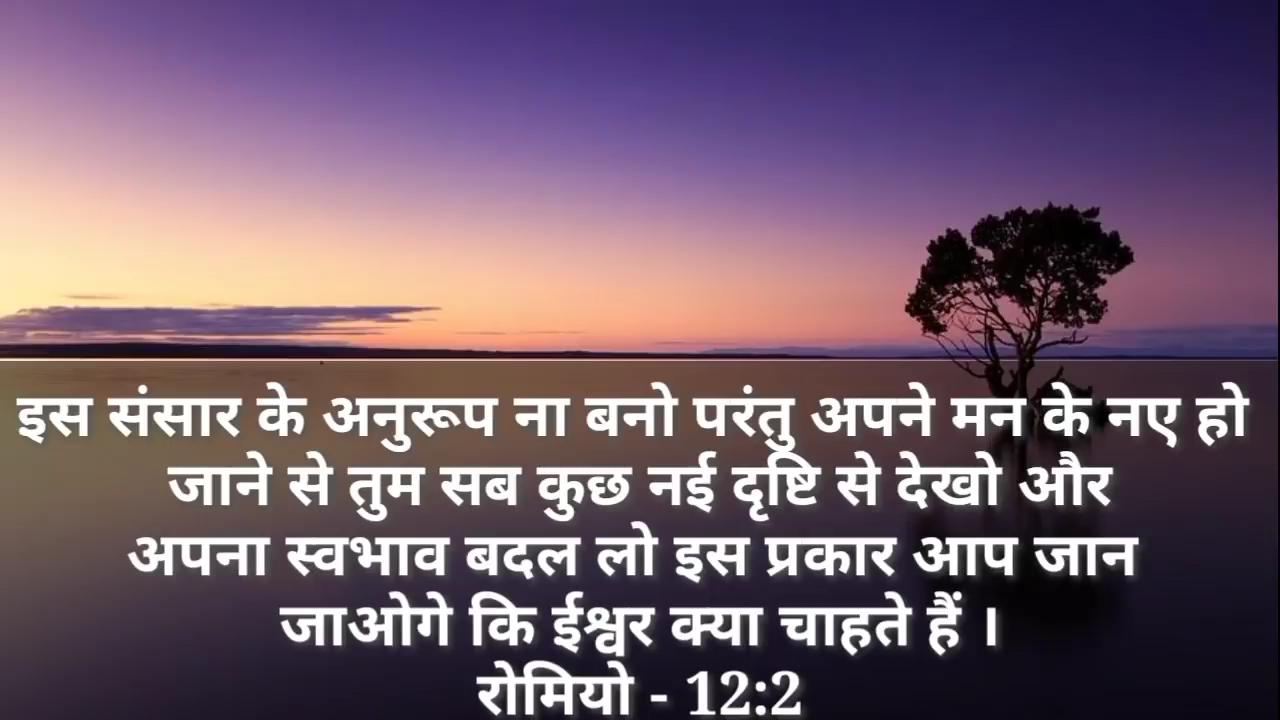 इस संसार के अनुरूप ना बनो परंतु अपने मन के नए हो
जाने से तुम सब कुछ नई दृष्टि से देखो और
अपना स्वभाव बदल लो इस प्रकार आप जान
जाओगे कि ईश्वर क्या चाहते हैं ।
रोमियो - 12:2